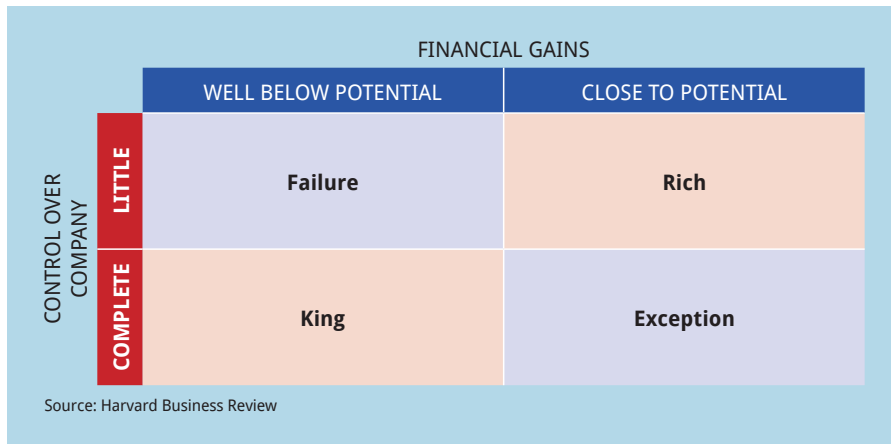 FINANCIAL GAINS
WELL BELOW POTENTIAL
CLOSE TO POTENTIAL
CONTROL OVER
COMPANY
LITTLE
Failure
Rich
COMPLETE
King
Exception
Source: Harvard Business Review